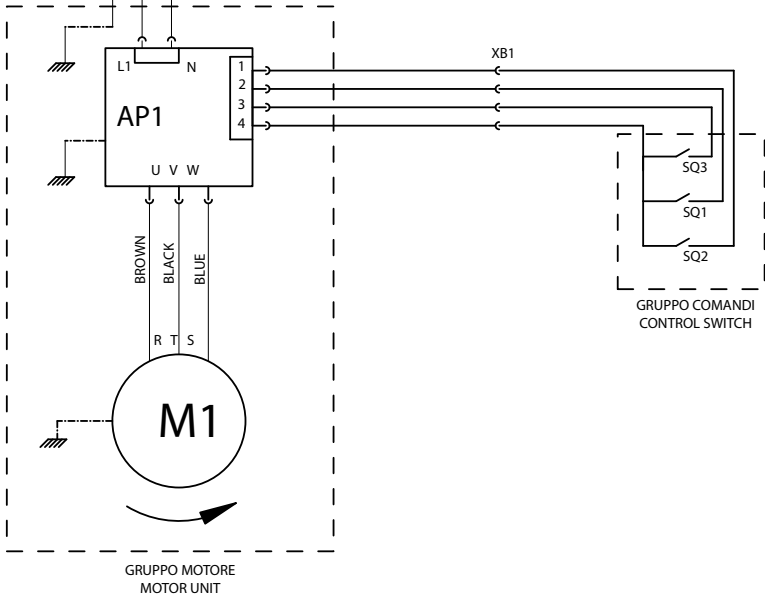 XB1
L1 N
1
2
3
4
AP1
U V W
SQ3
SQ1
SQ2
BROWN
BLACK
BLUE
GRUPPO COMANDI
CONTROL SWITCH
R T S
M1
GRUPPO MOTORE
MOTOR UNIT